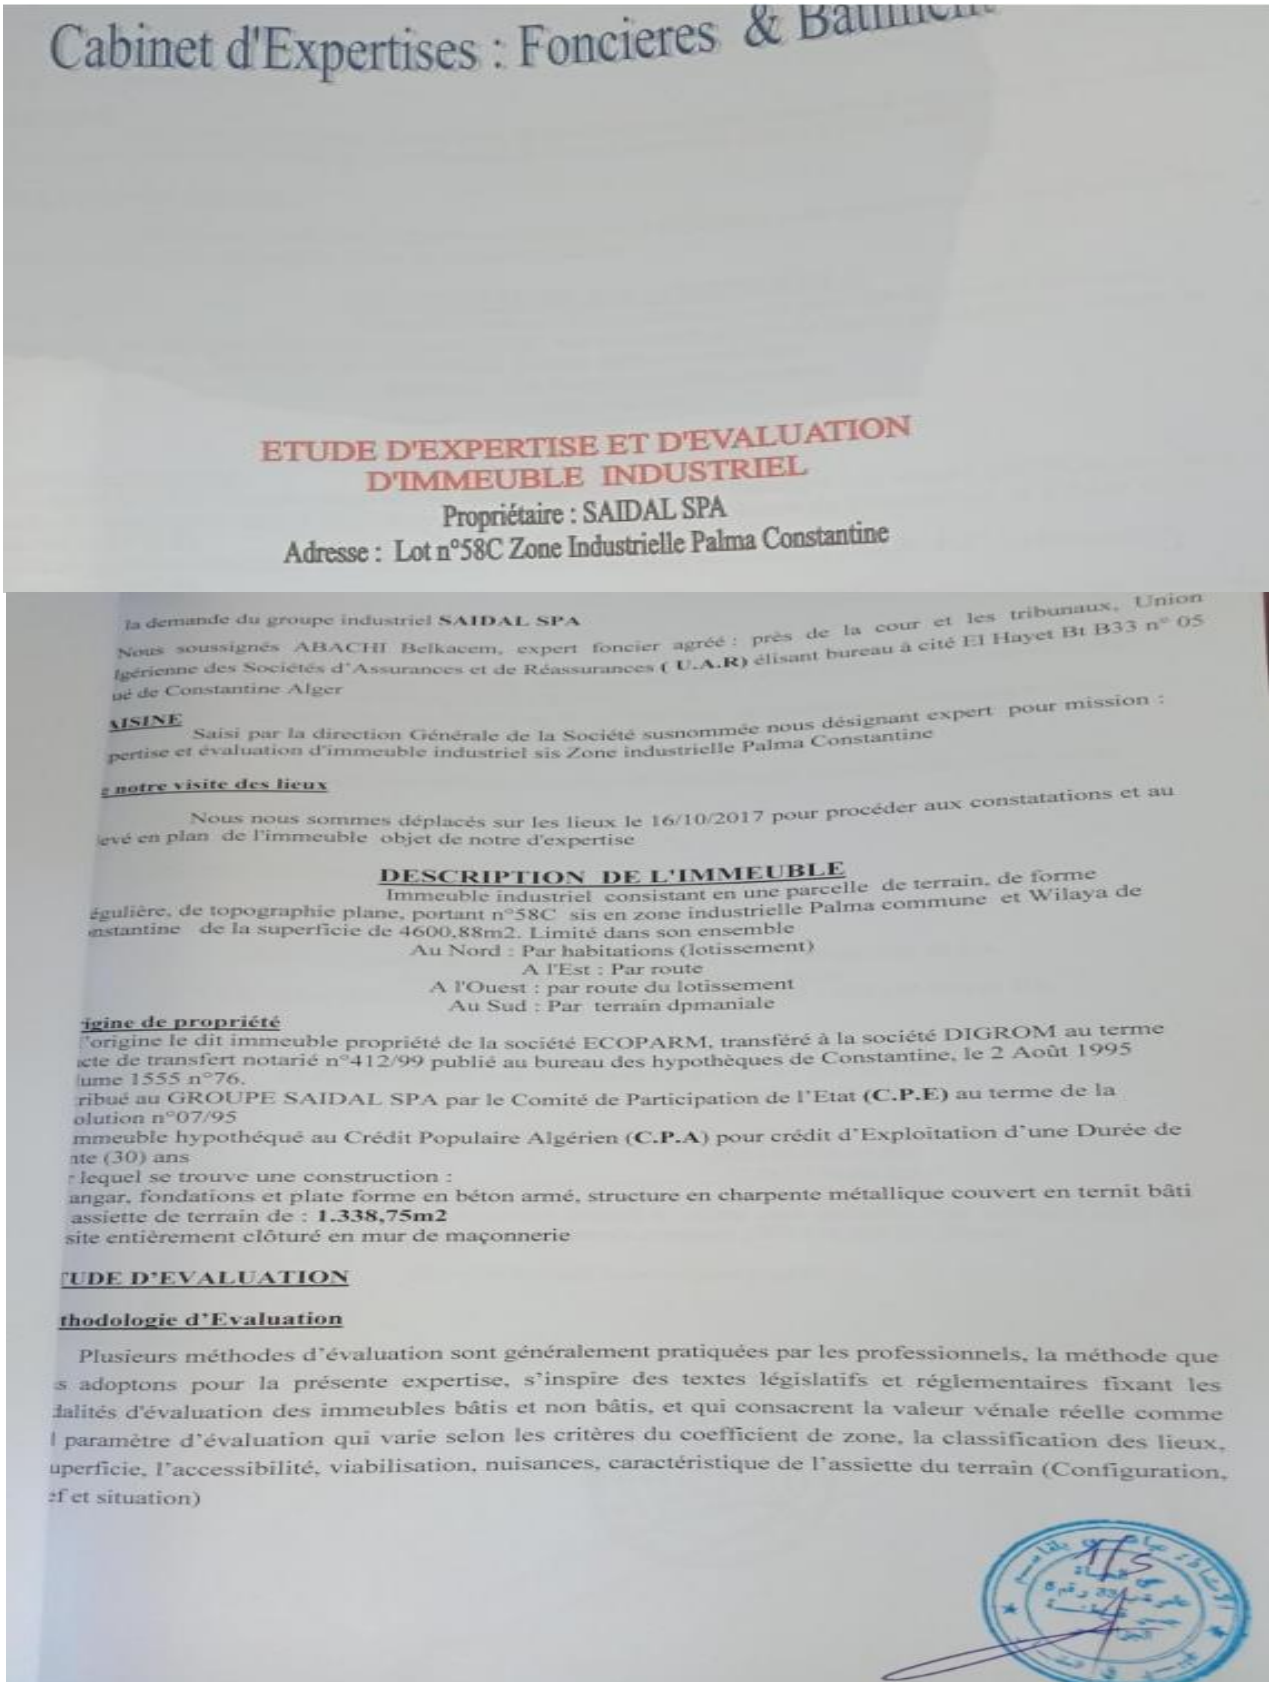 Cabinet d'Expertises : Foncieres & Batiment
ETUDE D'EXPERTISE ET D'EVALUATION
D'IMMEUBLE INDUSTRIEL
Propriétaire : SAIDAL SPA
Adresse : Lot n°58C Zone Industrielle Palma Constantine
la demande du groupe industriel SAIDAL SPA
Nous soussignés ABACHI Belkacem, expert foncier agréé : près de la cour et les tribunaux, Union
lgérienne des Sociétés d'Assurances et de Réassurances ( U.A.R) élisant bureau à cité El Hayet Bt B33 n° 05
ué de Constantine Alger
AISINE
Saisi par la direction Générale de la Société susnommée nous désignant expert pour mission :
pertise et évaluation d'immeuble industriel sis Zone industrielle Palma Constantine
e notre visite des lieux
Nous nous sommes déplacés sur les lieux le 16/10/2017 pour procéder aux constatations et au
levé en plan de l'immeuble objet de notre d'expertise
DESCRIPTION DE L'IMMEUBLE
Immeuble industriel consistant en une parcelle de terrain, de forme
égulière, de topographie plane, portant n°58C sis en zone industrielle Palma commune et Wilaya de
onstantine de la superficie de 4600,88m2. Limité dans son ensemble
Au Nord : Par habitations (lotissement)
A l'Est : Par route
A l'Ouest : par route du lotissement
Au Sud : Par terrain dpmaniale
igine de propriété
'origine le dit immeuble propriété de la société ECOPARM, transféré à la société DIGROM au terme
acte de transfert notarié n°412/99 publié au bureau des hypothèques de Constantine, le 2 Août 1995
lume 1555 n°76.
ribué au GROUPE SAIDAL SPA par le Comité de Participation de l'Etat (C.P.E) au terme de la
olution n°07/95
mmeuble hypothéqué au Crédit Populaire Algérien (C.P.A) pour crédit d'Exploitation d'une Durée de
nte (30) ans
r lequel se trouve une construction :
angar, fondations et plate forme en béton armé, structure en charpente métallique couvert en ternit bâti
assiette de terrain de : 1.338,75m2
site entièrement clôturé en mur de maçonnerie
TUDE D'EVALUATION
thodologie d'Evaluation
Plusieurs méthodes d'évaluation sont généralement pratiquées par les professionnels, la méthode que
s adoptons pour la présente expertise, s'inspire des textes législatifs et réglementaires fixant les
dalités d'évaluation des immeubles bâtis et non bâtis, et qui consacrent la valeur vénale réelle comme
l paramètre d'évaluation qui varie selon les critères du coefficient de zone, la classification des lieux,
uperficie, l'accessibilité, viabilisation, nuisances, caractéristique de l'assiette du terrain (Configuration,
ef et situation)
1/5